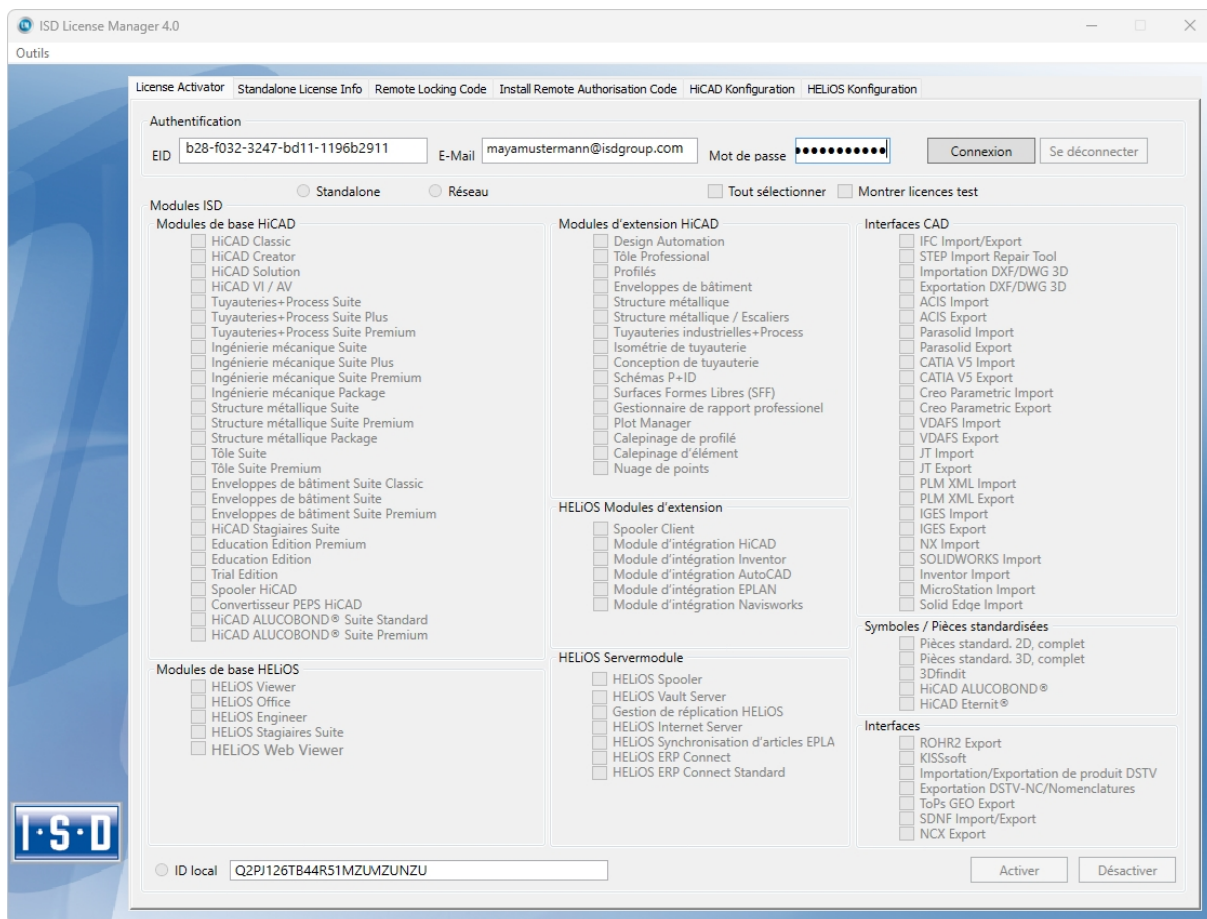 ISD License Manager 4.0
Outils
License Activator Standalone License Info Remote Locking Code Install Remote Authorisation Code HiCAD Konfiguration HELiOS Konfiguration
Authentification
EID b28-f032-3247-bd11-1196b2911 E-Mail mayamustermann@isdgroup.com Mot de passe ●●●●●●●●●●● Connexion Se déconnecter
Standalone Réseau Tout sélectionner Montrer licences test
Modules ISD
Modules de base HiCAD
HiCAD Classic
HiCAD Creator
HiCAD Solution
HiCAD VI / AV
Tuyauteries+Process Suite
Tuyauteries+Process Suite Plus
Tuyauteries+Process Suite Premium
Ingénierie mécanique Suite
Ingénierie mécanique Suite Plus
Ingénierie mécanique Suite Premium
Ingénierie mécanique Package
Structure métallique Suite
Structure métallique Suite Premium
Structure métallique Package
Tôle Suite
Tôle Suite Premium
Enveloppes de bâtiment Suite Classic
Enveloppes de bâtiment Suite
Enveloppes de bâtiment Suite Premium
HiCAD Stagiaires Suite
Education Edition Premium
Education Edition
Trial Edition
Spooler HiCAD
Convertisseur PEPS HiCAD
HiCAD ALUCOBOND® Suite Standard
HiCAD ALUCOBOND® Suite Premium
Modules de base HELiOS
HELiOS Viewer
HELiOS Office
HELiOS Engineer
HELiOS Stagiaires Suite
HELiOS Web Viewer
Modules d'extension HiCAD
Design Automation
Tôle Professional
Profilés
Enveloppes de bâtiment
Structure métallique
Structure métallique / Escaliers
Tuyauteries industrielles+Process
Isométrie de tuyauterie
Conception de tuyauterie
Schémas P+ID
Surfaces Formes Libres (SFF)
Gestionnaire de rapport professionel
Plot Manager
Calepinage de profilé
Calepinage d'élément
Nuage de points
HELiOS Modules d'extension
Spooler Client
Module d'intégration HiCAD
Module d'intégration Inventor
Module d'intégration AutoCAD
Module d'intégration EPLAN
Module d'intégration Navisworks
HELiOS Servermodule
HELiOS Spooler
HELiOS Vault Server
Gestion de réplication HELiOS
HELiOS Internet Server
HELiOS Synchronisation d'articles EPLA
HELiOS ERP Connect
HELiOS ERP Connect Standard
Interfaces CAD
IFC Import/Export
STEP Import Repair Tool
Importation DXF/DWG 3D
Exportation DXF/DWG 3D
ACIS Import
ACIS Export
Parasolid Import
Parasolid Export
CATIA V5 Import
CATIA V5 Export
Creo Parametric Import
Creo Parametric Export
VDAFS Import
VDAFS Export
JT Import
JT Export
PLM XML Import
PLM XML Export
IGES Import
IGES Export
NX Import
SOLIDWORKS Import
Inventor Import
MicroStation Import
Solid Edge Import
Symboles / Pièces standardisées
Pièces standard. 2D, complet
Pièces standard. 3D, complet
3Dfindit
HiCAD ALUCOBOND®
HiCAD Eternit®
Interfaces
ROHR2 Export
KISSsoft
Importation/Exportation de produit DSTV
Exportation DSTV-NC/Nomenclatures
ToPs GEO Export
SDNF Import/Export
NCX Export
I·S·D
ID local Q2PJ126TB44R51MZUMZUNZU Activer Désactiver